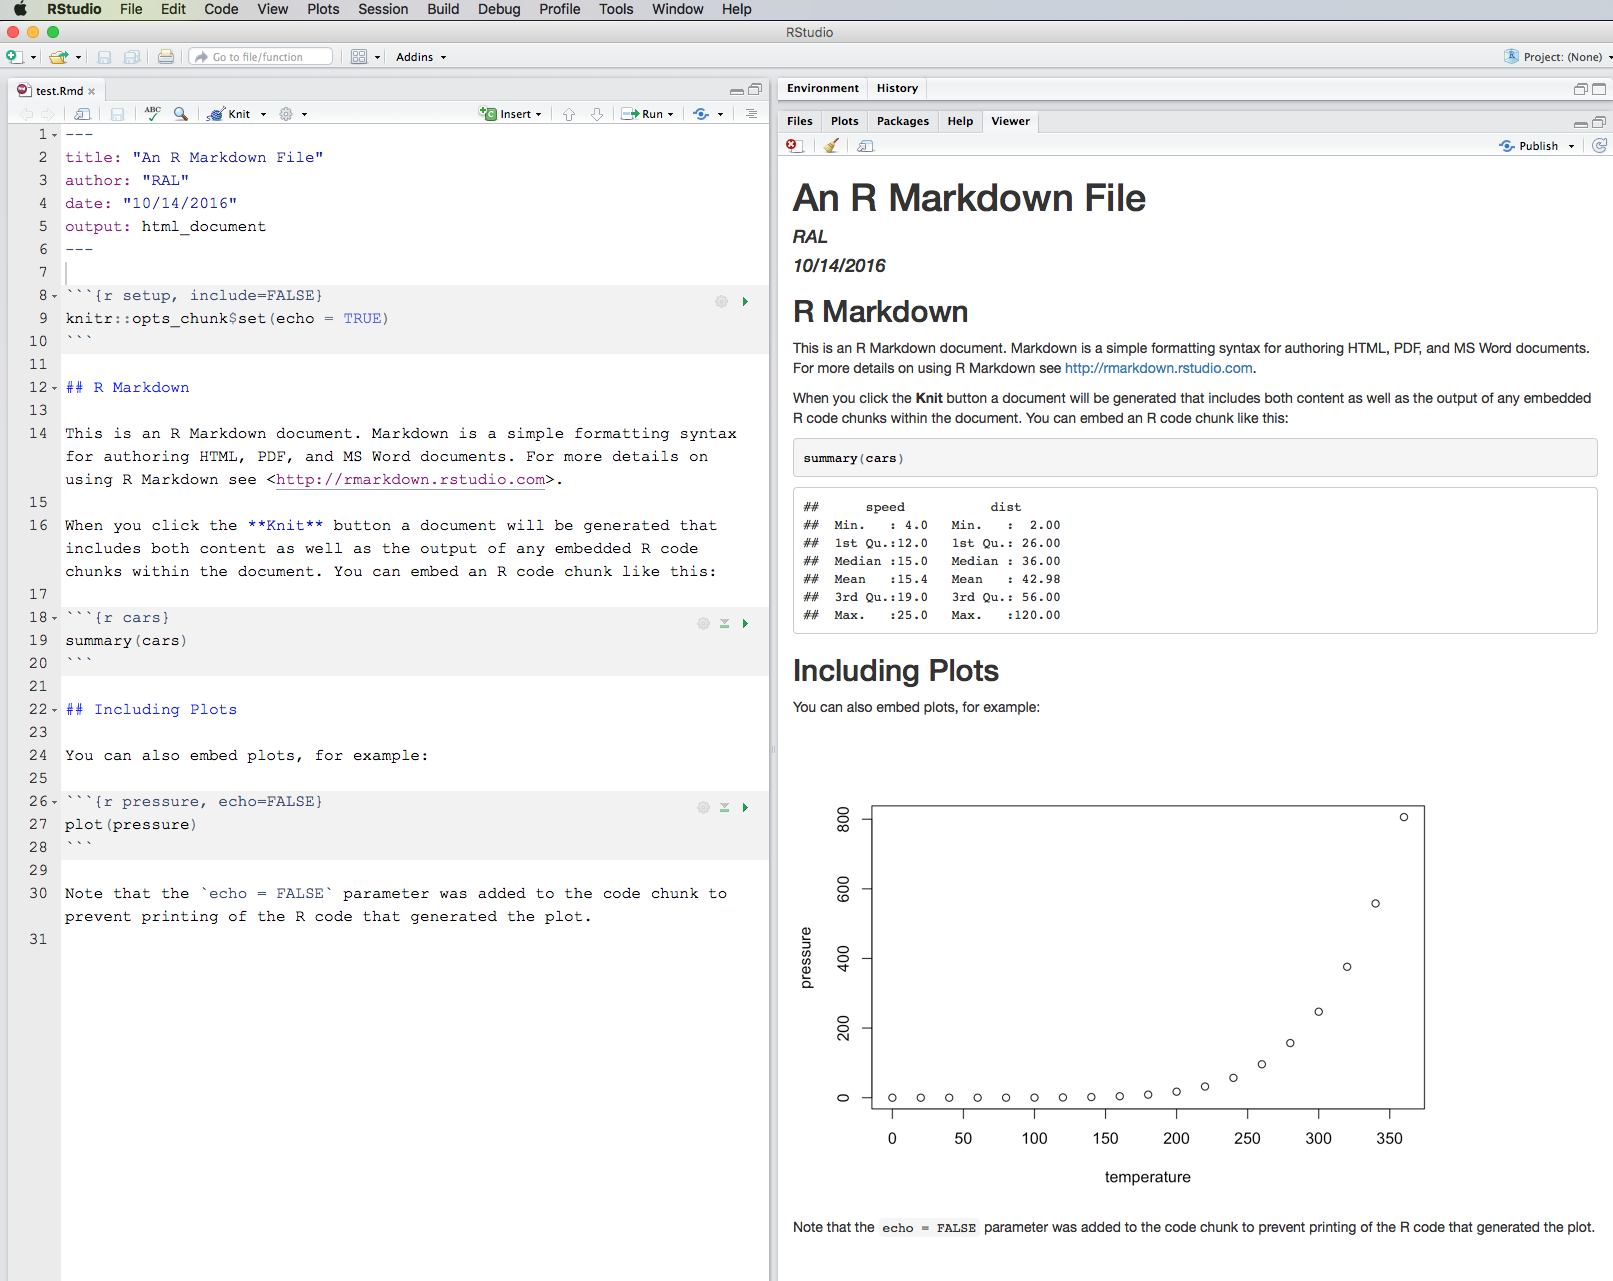 RStudio File Edit Code View Plots Session Build Debug Profile Tools Window Help
RStudio
Go to file/function Addins Project: (None)
test.Rmd
ABC Knit Insert Run
1 ---
2 title: "An R Markdown File"
3 author: "RAL"
4 date: "10/14/2016"
5 output: html_document
6 ---
7
8 ```{r setup, include=FALSE}
9 knitr::opts_chunk$set(echo = TRUE)
10 ```
11
12 ## R Markdown
13
14 This is an R Markdown document. Markdown is a simple formatting syntax
for authoring HTML, PDF, and MS Word documents. For more details on
using R Markdown see <http://rmarkdown.rstudio.com>.
15
16 When you click the **Knit** button a document will be generated that
includes both content as well as the output of any embedded R code
chunks within the document. You can embed an R code chunk like this:
17
18 ```{r cars}
19 summary(cars)
20 ```
21
22 ## Including Plots
23
24 You can also embed plots, for example:
25
26 ```{r pressure, echo=FALSE}
27 plot(pressure)
28 ```
29
30 Note that the `echo = FALSE` parameter was added to the code chunk to
prevent printing of the R code that generated the plot.
31
Environment History
Files Plots Packages Help Viewer
Publish
An R Markdown File
RAL
10/14/2016
R Markdown
This is an R Markdown document. Markdown is a simple formatting syntax for authoring HTML, PDF, and MS Word documents.
For more details on using R Markdown see http://rmarkdown.rstudio.com.
When you click the Knit button a document will be generated that includes both content as well as the output of any embedded
R code chunks within the document. You can embed an R code chunk like this:
summary(cars)
## speed dist
## Min. : 4.0 Min. : 2.00
## 1st Qu.:12.0 1st Qu.: 26.00
## Median :15.0 Median : 36.00
## Mean :15.4 Mean : 42.98
## 3rd Qu.:19.0 3rd Qu.: 56.00
## Max. :25.0 Max. :120.00
Including Plots
You can also embed plots, for example:
800
600
400
200
0
pressure
0 50 100 150 200 250 300 350
temperature
Note that the echo = FALSE parameter was added to the code chunk to prevent printing of the R code that generated the plot.